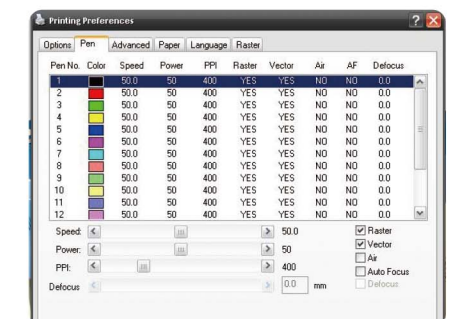 Printing Preferences
Options Pen Advanced Paper Language Raster
Pen No. Color Speed Power PPI Raster Vector Air AF Defocus
1 50.0 50 400 YES YES NO NO 0.0
2 50.0 50 400 YES YES NO NO 0.0
3 50.0 50 400 YES YES NO NO 0.0
4 50.0 50 400 YES YES NO NO 0.0
5 50.0 50 400 YES YES NO NO 0.0
6 50.0 50 400 YES YES NO NO 0.0
7 50.0 50 400 YES YES NO NO 0.0
8 50.0 50 400 YES YES NO NO 0.0
9 50.0 50 400 YES YES NO NO 0.0
10 50.0 50 400 YES YES NO NO 0.0
11 50.0 50 400 YES YES NO NO 0.0
12 50.0 50 400 YES YES NO NO 0.0
Speed: 50.0 Raster
Power: 50 Vector
Air
PPI: 400 Auto Focus
Defocus 0.0 mm Defocus